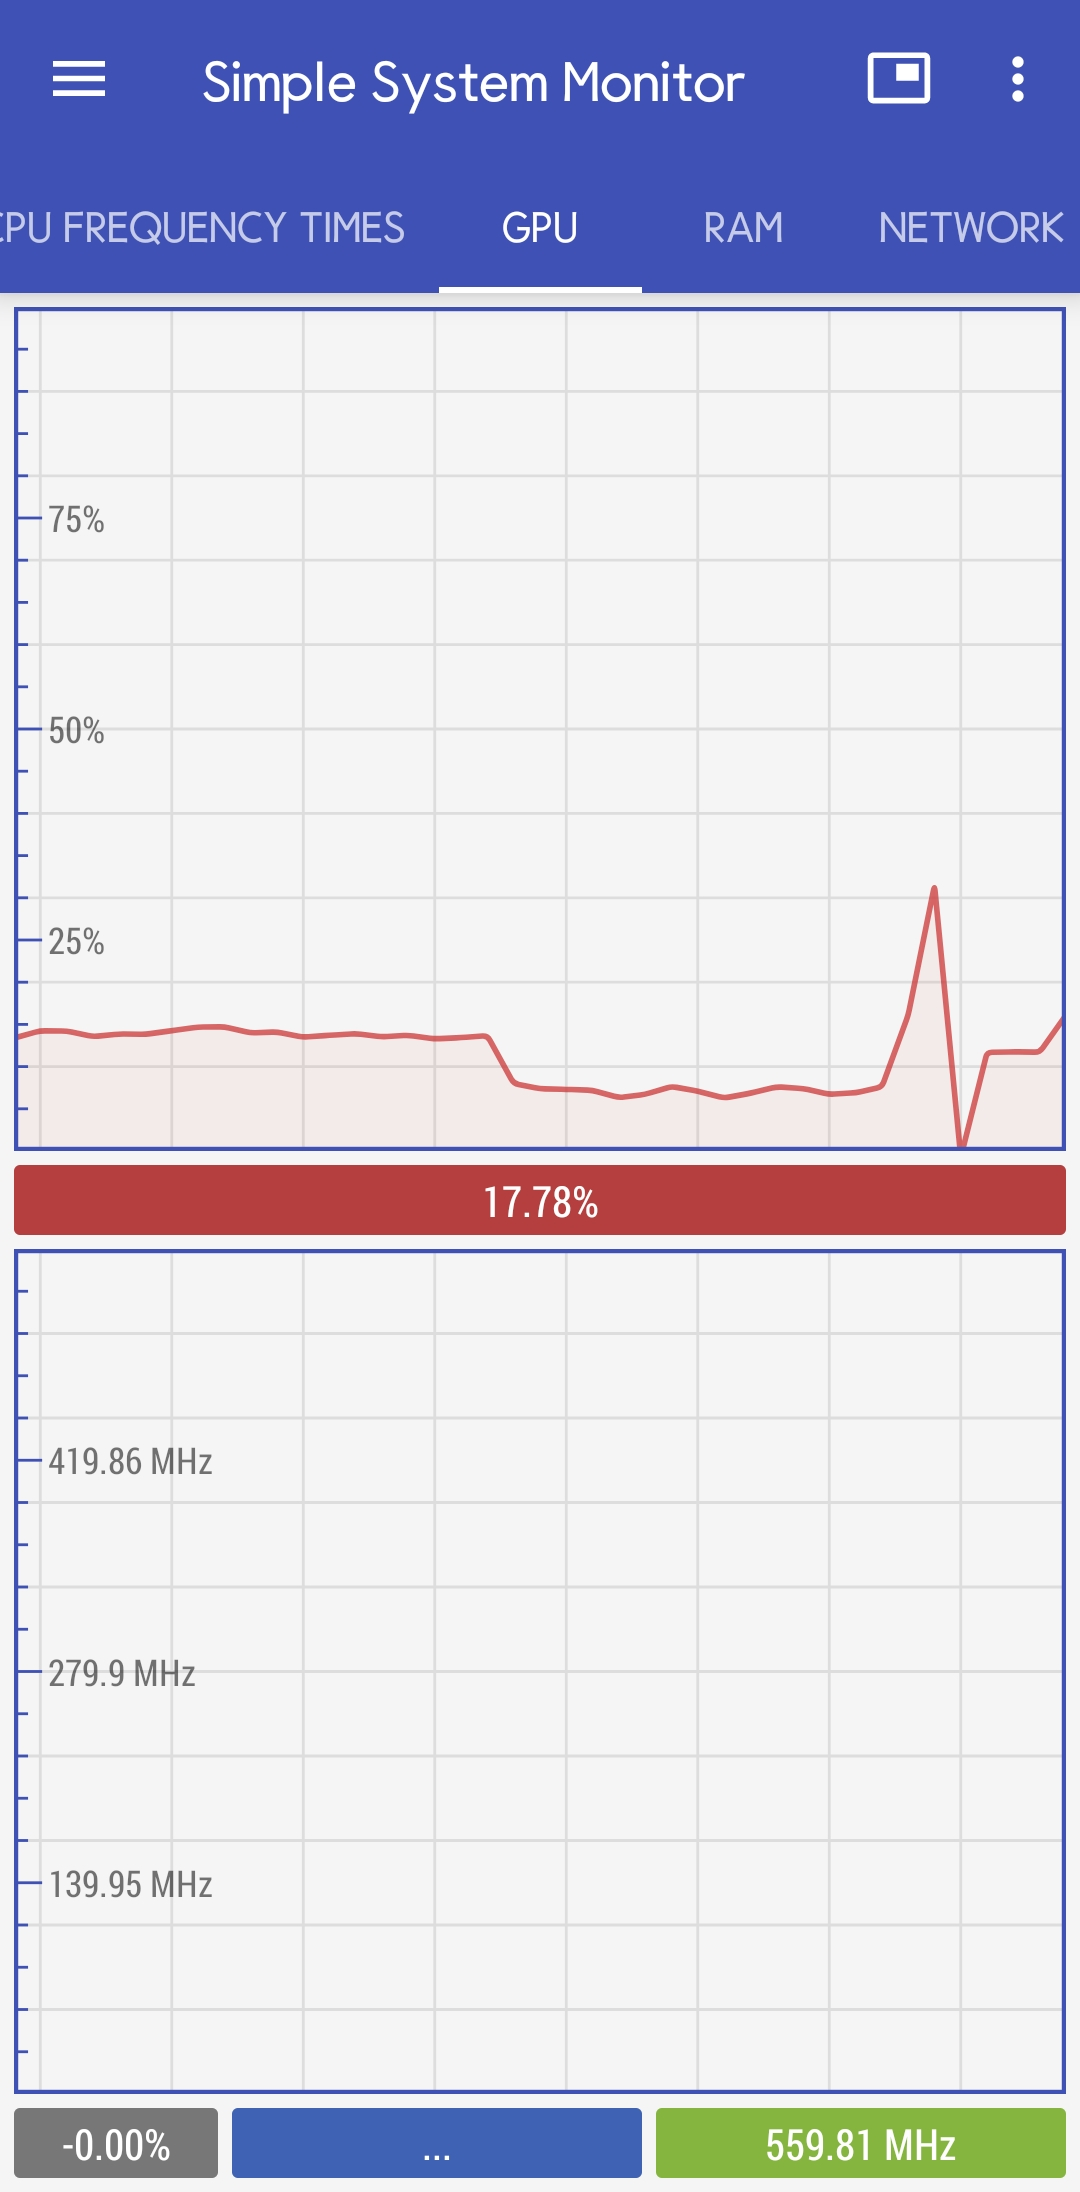 Simple System Monitor
CPU FREQUENCY TIMES GPU RAM NETWORK
75%
50%
25%
17.78%
419.86 MHz
279.9 MHz
139.95 MHz
-0.00% ... 559.81 MHz